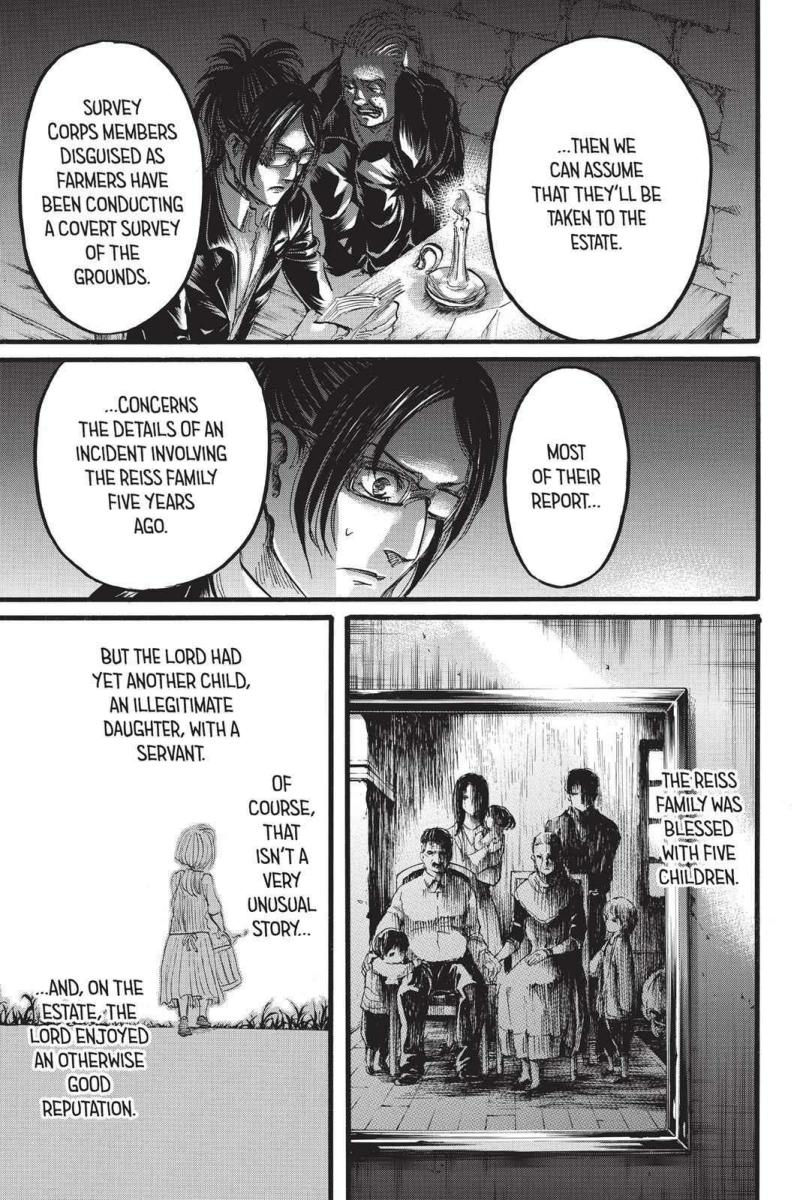 ...THEN WE
CAN ASSUME
THAT THEY'LL BE
TAKEN TO THE
ESTATE.
SURVEY
CORPS MEMBERS
DISGUISED AS
FARMERS HAVE
BEEN CONDUCTING
A COVERT SURVEY
OF THE
GROUNDS.
MOST
OF THEIR
REPORT...
...CONCERNS
THE DETAILS OF AN
INCIDENT INVOLVING
THE REISS FAMILY
FIVE YEARS
AGO.
THE REISS
FAMILY WAS
BLESSED
WITH FIVE
CHILDREN.
BUT THE LORD HAD
YET ANOTHER CHILD,
AN ILLEGITIMATE
DAUGHTER, WITH A
SERVANT.
OF
COURSE,
THAT
ISN'T A
VERY
UNUSUAL
STORY...
...AND, ON THE
ESTATE, THE
LORD ENJOYED
AN OTHERWISE
GOOD
REPUTATION.